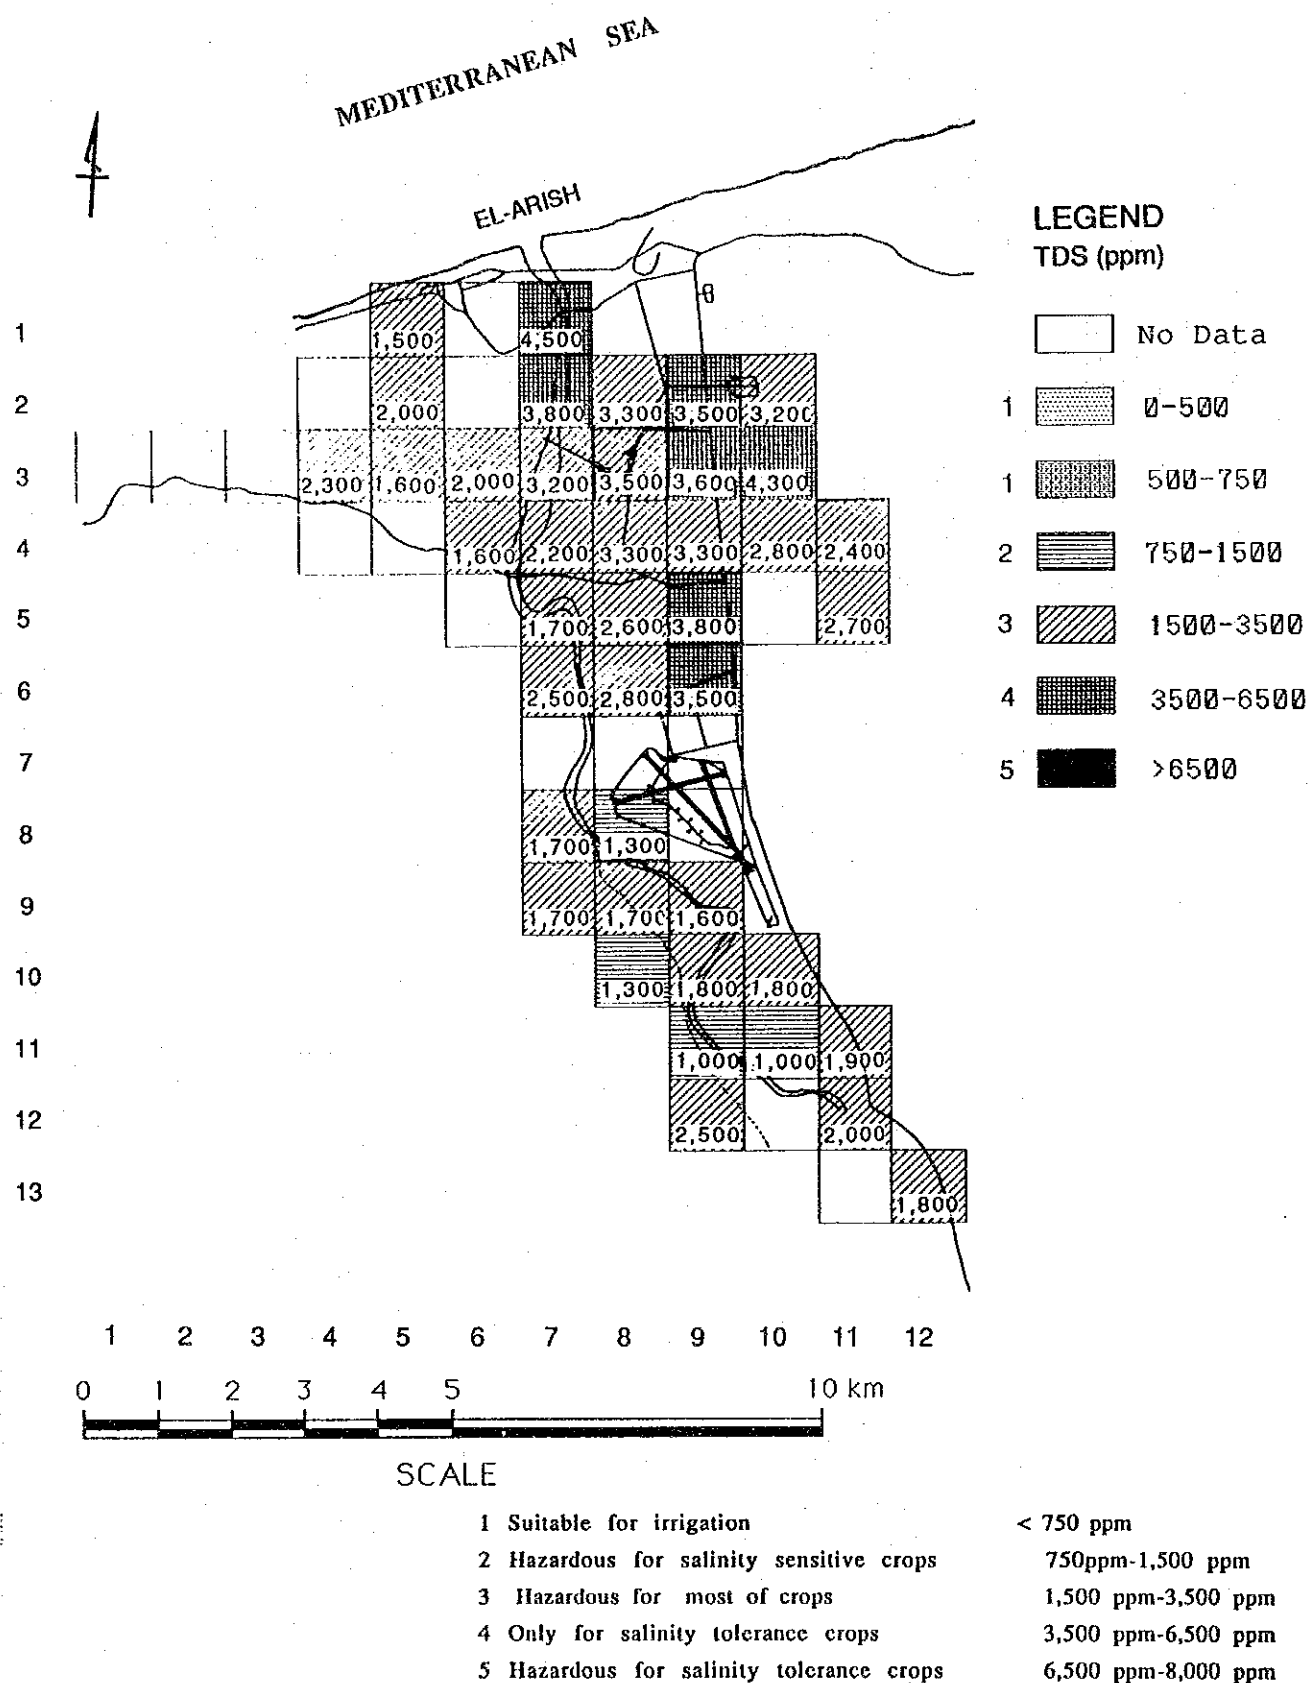 MEDITERRANEAN SEA
EL-ARISH
LEGEND
TDS (ppm)
No Data
1 0-500
1 500-750
2 750-1500
3 1500-3500
4 3500-6500
5 >6500
1 1,500 4,500
2 2,000 3,800 3,300 3,500 3,200
3 2,300 1,600 2,000 3,200 3,500 3,600 4,300
4 1,600 2,200 3,300 3,300 2,800 2,400
5 1,700 2,600 3,800 2,700
6 2,500 2,800 3,500
7
8 1,700 1,300
9 1,700 1,700 1,600
10 1,300 1,800 1,800
11 1,000 1,000 1,900
12 2,500 2,000
13 1,800
1 2 3 4 5 6 7 8 9 10 11 12
0 1 2 3 4 5 10 km
SCALE
1 Suitable for irrigation < 750 ppm
2 Hazardous for salinity sensitive crops 750ppm-1,500 ppm
3 Hazardous for most of crops 1,500 ppm-3,500 ppm
4 Only for salinity tolerance crops 3,500 ppm-6,500 ppm
5 Hazardous for salinity tolerance crops 6,500 ppm-8,000 ppm